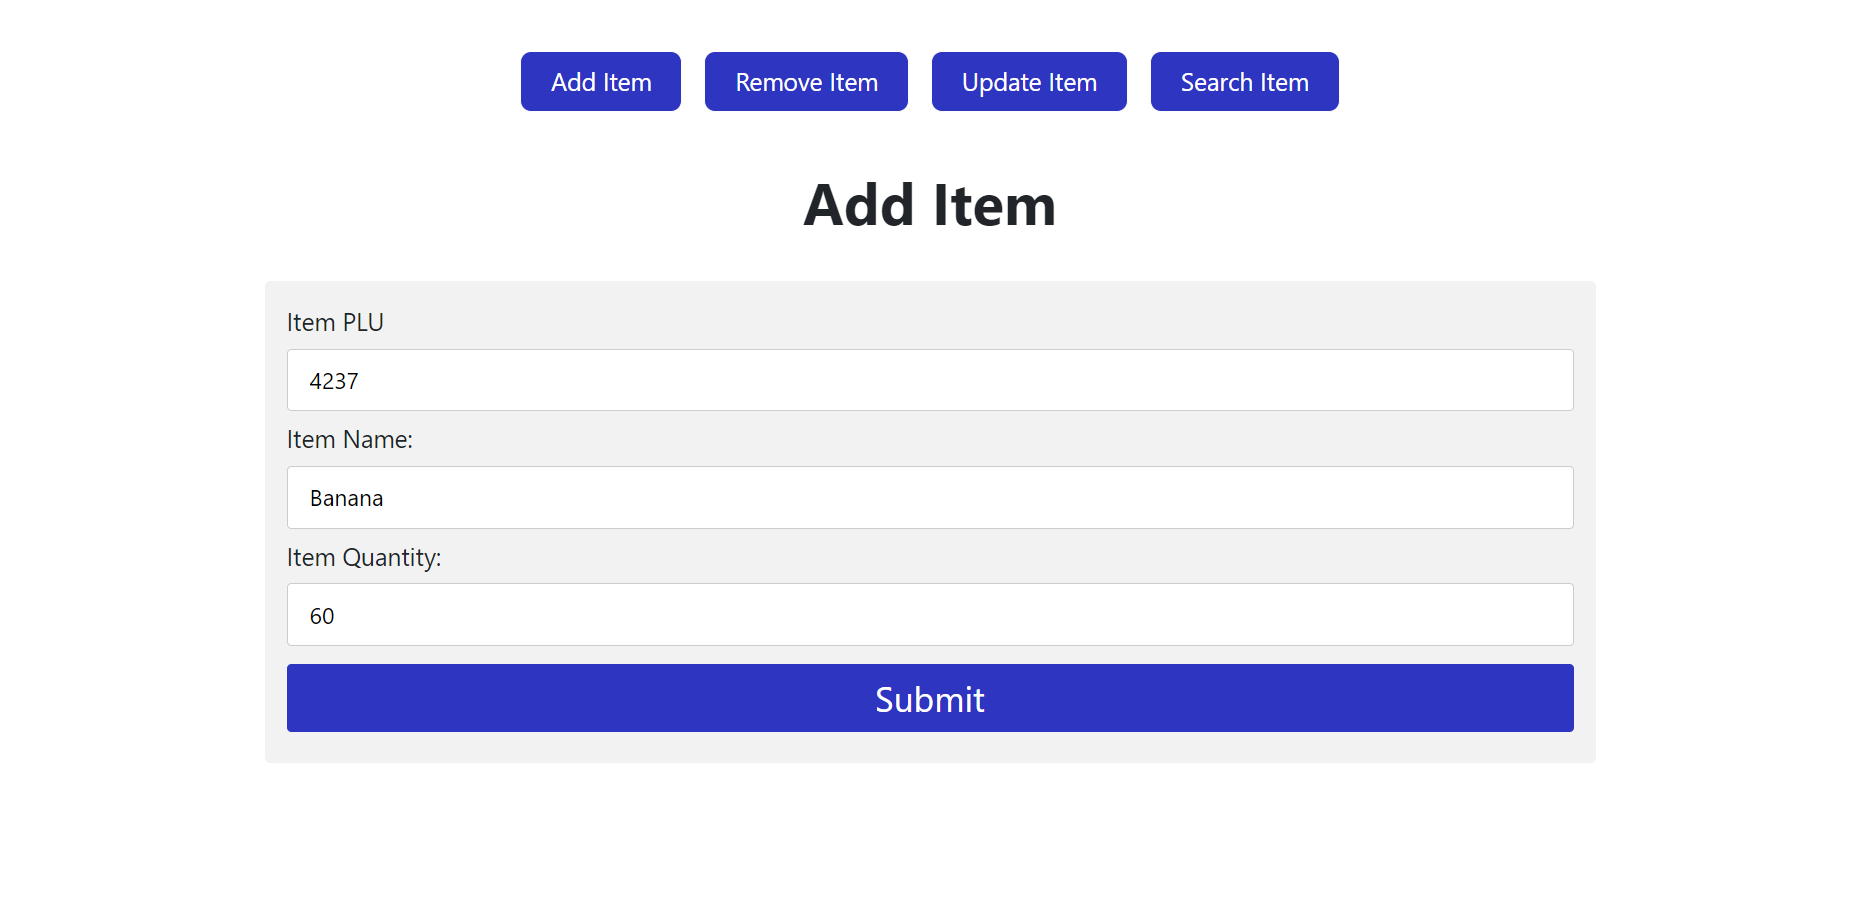 Add Item Remove Item Update Item Search Item
Add Item
Item PLU
4237
Item Name:
Banana
Item Quantity:
60
Submit